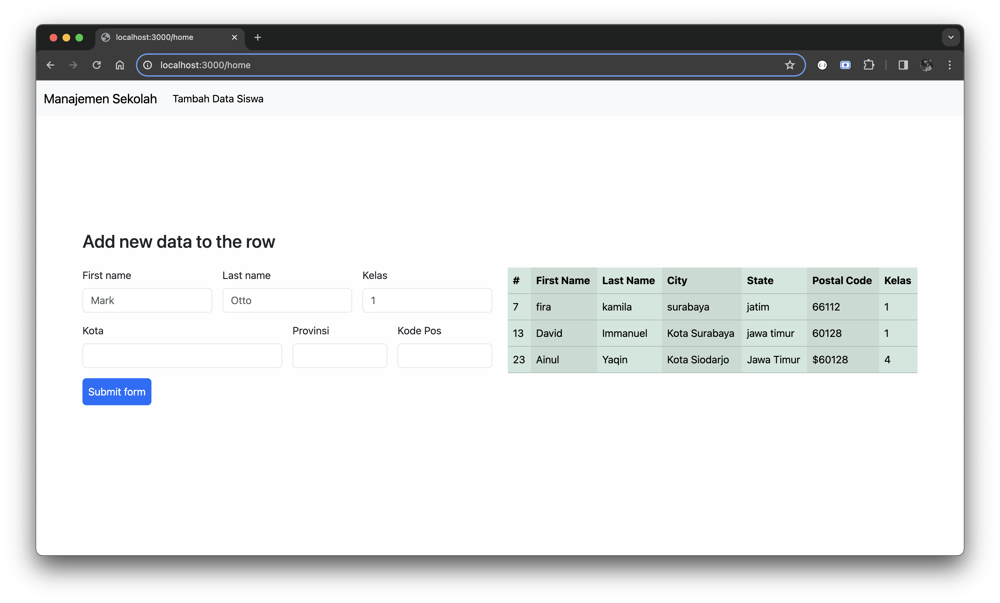 localhost:3000/home
localhost:3000/home
Manajemen Sekolah Tambah Data Siswa
Add new data to the row
First name Last name Kelas
Mark Otto 1
Kota Provinsi Kode Pos
Submit form
# First Name Last Name City State Postal Code Kelas
7 fira kamila surabaya jatim 66112 1
13 David Immanuel Kota Surabaya jawa timur 60128 1
23 Ainul Yaqin Kota Siodarjo Jawa Timur $60128 4